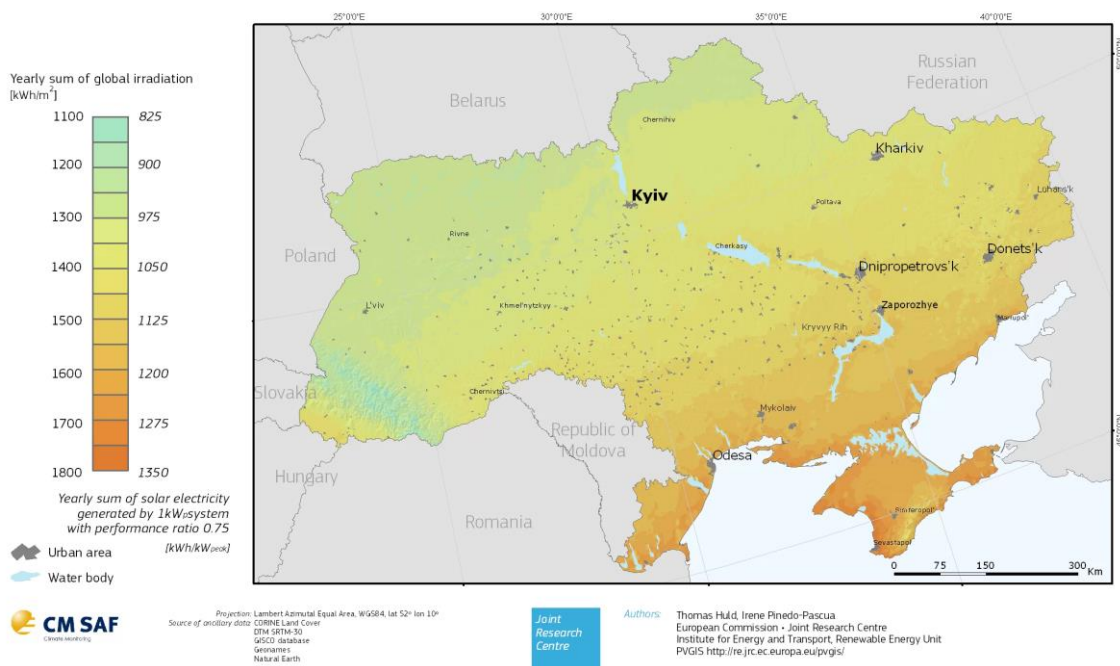 25°0'0"E 30°0'0"E 35°0'0"E 40°0'0"E
Yearly sum of global irradiation
[kWh/m²]
1100 825
1200 900
1300 975
1400 1050
1500 1125
1600 1200
1700 1275
1800 1350
Yearly sum of solar electricity
generated by 1kWp system
with performance ratio 0.75
[kWh/kWpeak]
Urban area
Water body
Russian
Federation
Belarus
Chernihiv
Kharkiv
Kyiv
Luhans'k
Poltava
Rivne
Poland
Cherkasy
Donets'k
Dnipropetrovs'k
L'viv
Khmel'nytzkyy
Zaporozhye
Mariupol'
Kryvyy Rih
Slovakia
Chernivtsi
Mykolaiv
Republic of
Moldova
Odesa
Hungary
Romania
Sevastapol
0 75 150 300
Km
CM SAF
Climate Monitoring
Projection: Lambert Azimutal Equal Area, WGS84, lat 52° lon 10°
Source of ancillary data: CORINE Land Cover
DTM SRTM-30
GISCO database
Geonames
Natural Earth
Joint
Research
Centre
Authors: Thomas Huld, Irene Pinedo-Pascua
European Commission • Joint Research Centre
Institute for Energy and Transport, Renewable Energy Unit
PVGIS http://re.jrc.ec.europa.eu/pvgis/